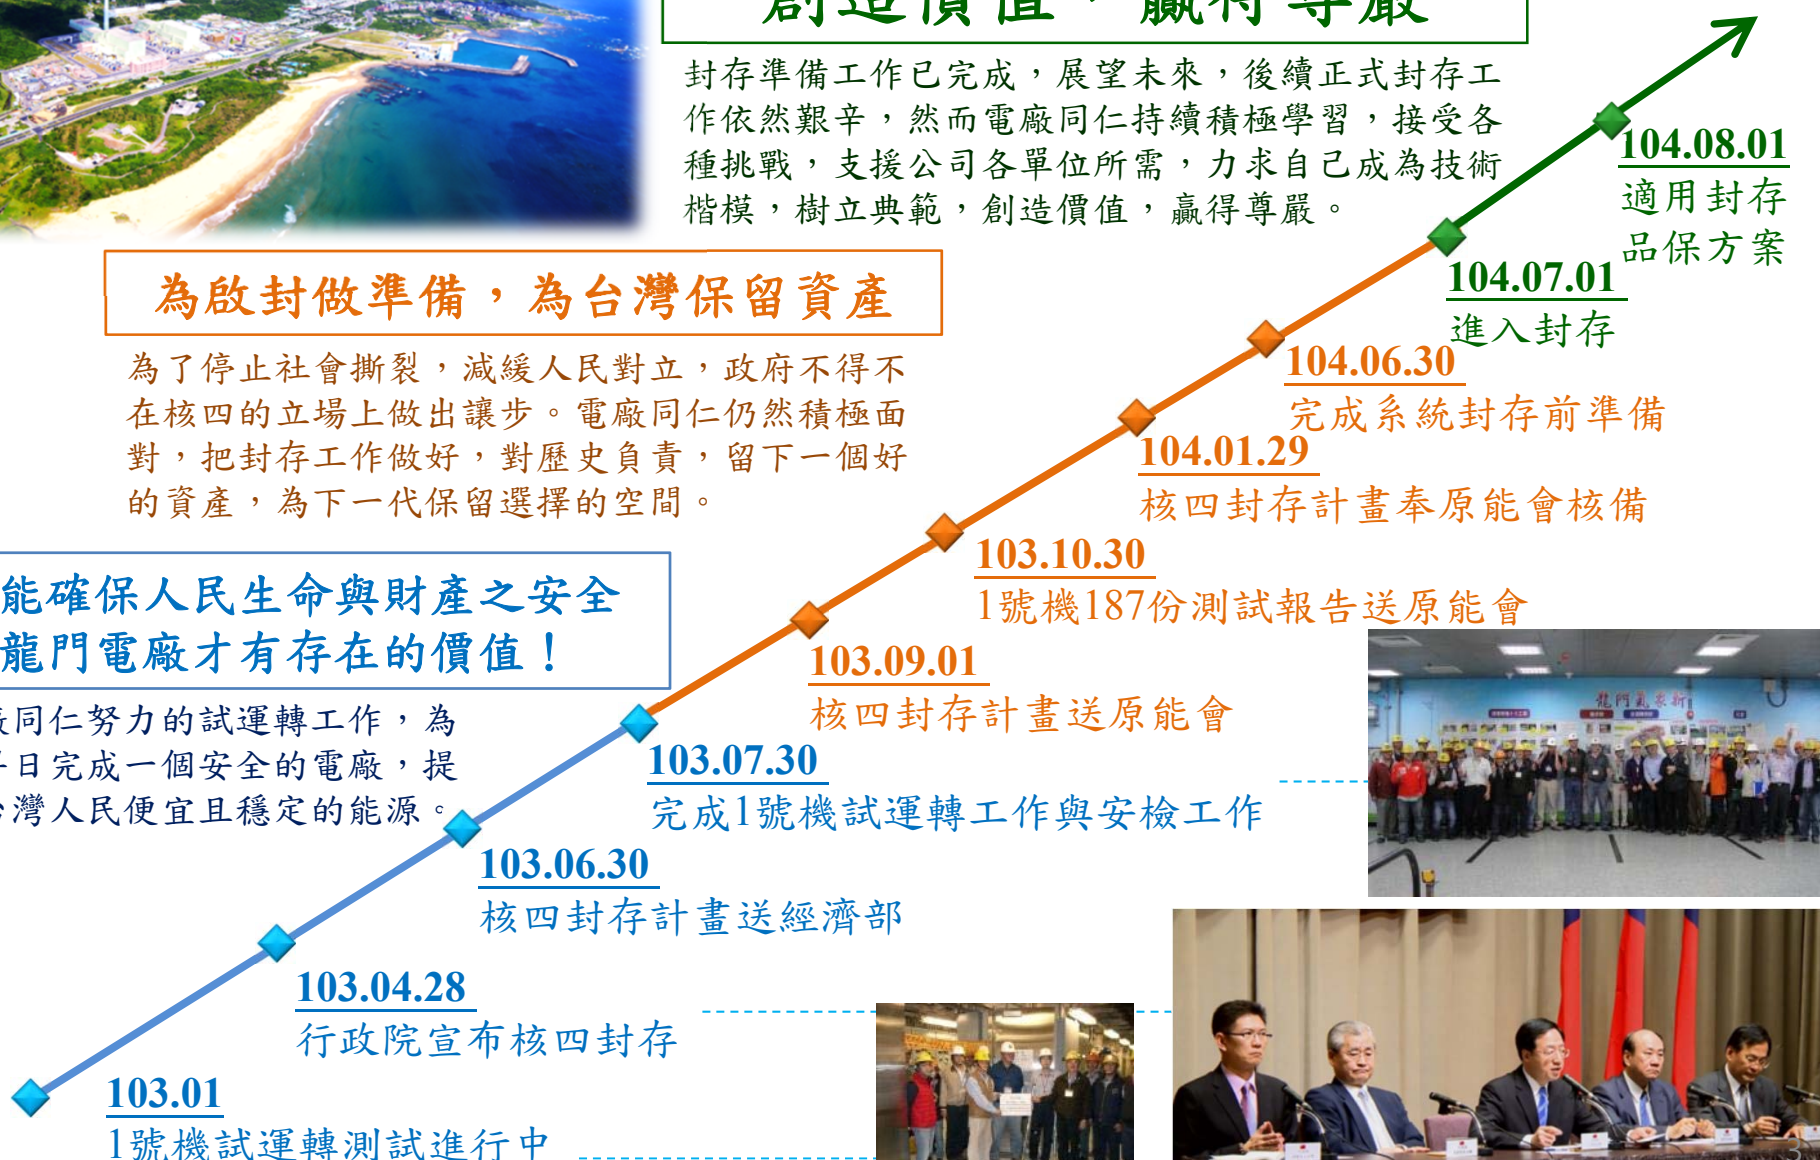 創造價值，贏得尊嚴
封存準備工作已完成，展望未來，後續正式封存工
作依然艱辛，然而電廠同仁持續積極學習，接受各
種挑戰，支援公司各單位所需，力求自己成為技術
楷模，樹立典範，創造價值，贏得尊嚴。
104.08.01
適用封存
品保方案
104.07.01
進入封存
為啟封做準備，為台灣保留資產
為了停止社會撕裂，減緩人民對立，政府不得不
在核四的立場上做出讓步。電廠同仁仍然積極面
對，把封存工作做好，對歷史負責，留下一個好
的資產，為下一代保留選擇的空間。
104.06.30
完成系統封存前準備
104.01.29
核四封存計畫奉原能會核備
103.10.30
1號機187份測試報告送原能會
103.09.01
核四封存計畫送原能會
能確保人民生命與財產之安全
龍門電廠才有存在的價值！
同仁努力的試運轉工作，為
日完成一個安全的電廠，提
灣人民便宜且穩定的能源。
103.07.30
完成1號機試運轉工作與安檢工作
103.06.30
核四封存計畫送經濟部
103.04.28
行政院宣布核四封存
103.01
1號機試運轉測試進行中
龍門
3